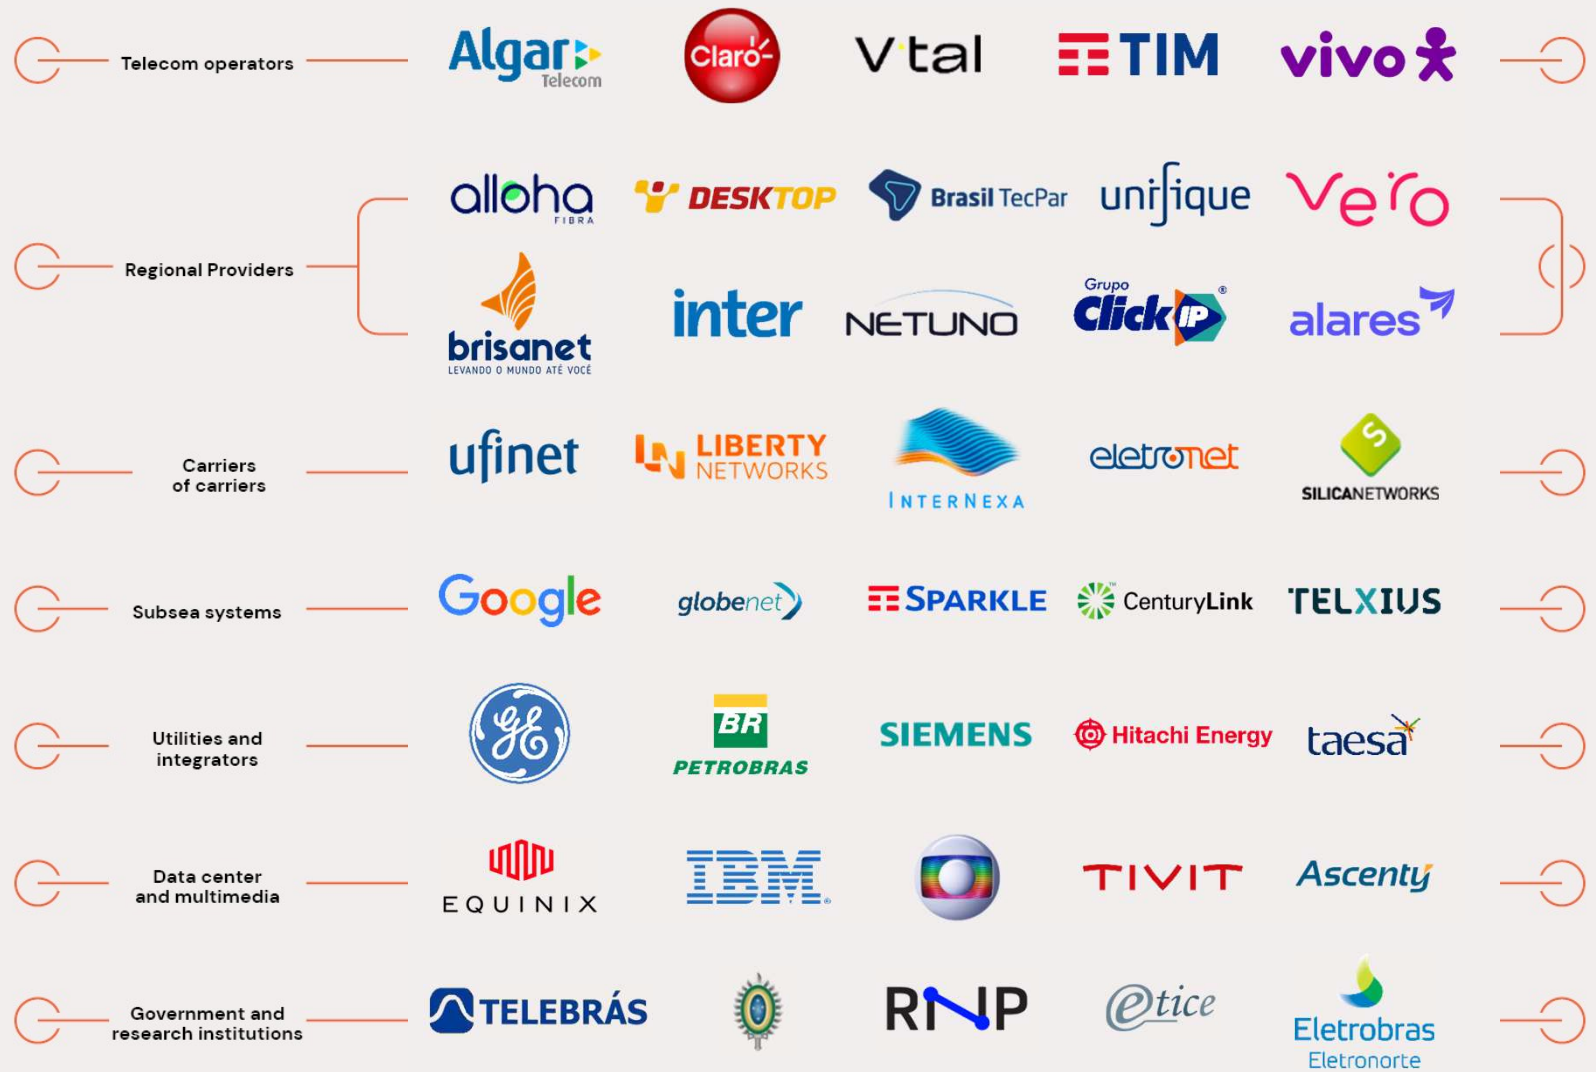 Telecom operators
Algar
Telecom
Claro
V·tal
TIM
vivo
Regional Providers
alloha
FIBRA
DESKTOP
Brasil TecPar
unifique
Vero
brisanet
LEVANDO O MUNDO ATÉ VOCÊ
inter
NETUNO
Grupo
Click IP
®
alares
Carriers
of carriers
ufinet
LN LIBERTY
NETWORKS
INTERNEXA
eletronet
S
SILICANETWORKS
Subsea systems
Google
globenet
SPARKLE
CenturyLink™
TELXIUS
Utilities and
integrators
GE
BR
PETROBRAS
SIEMENS
Hitachi Energy
taesa
Data center
and multimedia
EQUINIX
IBM®
TIVIT
Ascenty
Government and
research institutions
TELEBRÁS
RNP
etice
Eletrobras
Eletronorte